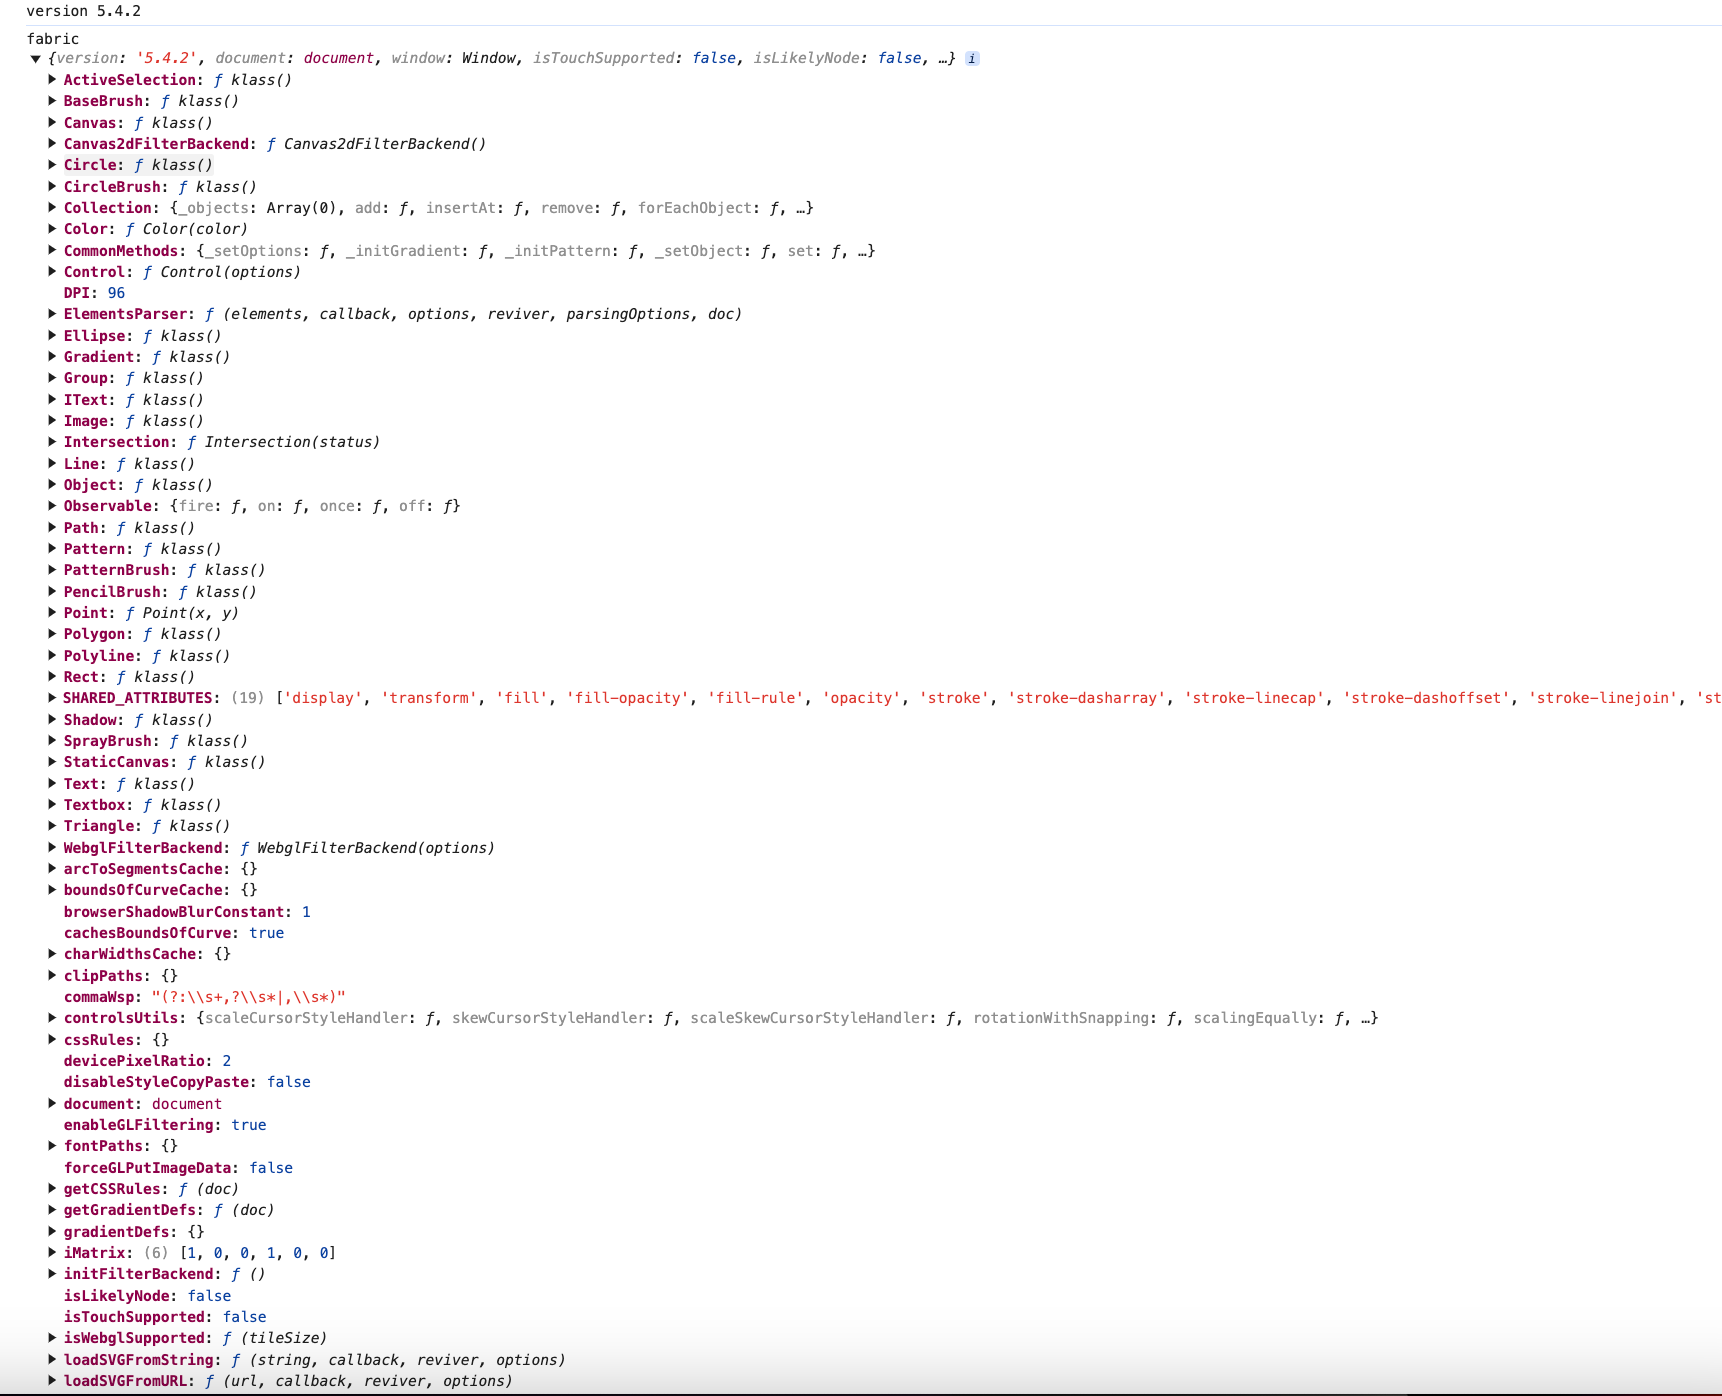 version 5.4.2
fabric
▼ {version: '5.4.2', document: document, window: Window, isTouchSupported: false, isLikelyNode: false, …} i
▶ ActiveSelection: ƒ klass()
▶ BaseBrush: ƒ klass()
▶ Canvas: ƒ klass()
▶ Canvas2dFilterBackend: ƒ Canvas2dFilterBackend()
▶ Circle: ƒ klass()
▶ CircleBrush: ƒ klass()
▶ Collection: {_objects: Array(0), add: ƒ, insertAt: ƒ, remove: ƒ, forEachObject: ƒ, …}
▶ Color: ƒ Color(color)
▶ CommonMethods: {_setOptions: ƒ, _initGradient: ƒ, _initPattern: ƒ, _setObject: ƒ, set: ƒ, …}
▶ Control: ƒ Control(options)
DPI: 96
▶ ElementsParser: ƒ (elements, callback, options, reviver, parsingOptions, doc)
▶ Ellipse: ƒ klass()
▶ Gradient: ƒ klass()
▶ Group: ƒ klass()
▶ IText: ƒ klass()
▶ Image: ƒ klass()
▶ Intersection: ƒ Intersection(status)
▶ Line: ƒ klass()
▶ Object: ƒ klass()
▶ Observable: {fire: ƒ, on: ƒ, once: ƒ, off: ƒ}
▶ Path: ƒ klass()
▶ Pattern: ƒ klass()
▶ PatternBrush: ƒ klass()
▶ PencilBrush: ƒ klass()
▶ Point: ƒ Point(x, y)
▶ Polygon: ƒ klass()
▶ Polyline: ƒ klass()
▶ Rect: ƒ klass()
▶ SHARED_ATTRIBUTES: (19) ['display', 'transform', 'fill', 'fill-opacity', 'fill-rule', 'opacity', 'stroke', 'stroke-dasharray', 'stroke-linecap', 'stroke-dashoffset', 'stroke-linejoin', 'st
▶ Shadow: ƒ klass()
▶ SprayBrush: ƒ klass()
▶ StaticCanvas: ƒ klass()
▶ Text: ƒ klass()
▶ Textbox: ƒ klass()
▶ Triangle: ƒ klass()
▶ WebglFilterBackend: ƒ WebglFilterBackend(options)
▶ arcToSegmentsCache: {}
▶ boundsOfCurveCache: {}
browserShadowBlurConstant: 1
cachesBoundsOfCurve: true
▶ charWidthsCache: {}
▶ clipPaths: {}
commaWsp: "(?:\\s+,?\\s*|,\\s*)"
▶ controlsUtils: {scaleCursorStyleHandler: ƒ, skewCursorStyleHandler: ƒ, scaleSkewCursorStyleHandler: ƒ, rotationWithSnapping: ƒ, scalingEqually: ƒ, …}
▶ cssRules: {}
devicePixelRatio: 2
disableStyleCopyPaste: false
▶ document: document
enableGLFiltering: true
▶ fontPaths: {}
forceGLPutImageData: false
▶ getCSSRules: ƒ (doc)
▶ getGradientDefs: ƒ (doc)
▶ gradientDefs: {}
▶ iMatrix: (6) [1, 0, 0, 1, 0, 0]
▶ initFilterBackend: ƒ ()
isLikelyNode: false
isTouchSupported: false
▶ isWebglSupported: ƒ (tileSize)
▶ loadSVGFromString: ƒ (string, callback, reviver, options)
▶ loadSVGFromURL: ƒ (url, callback, reviver, options)